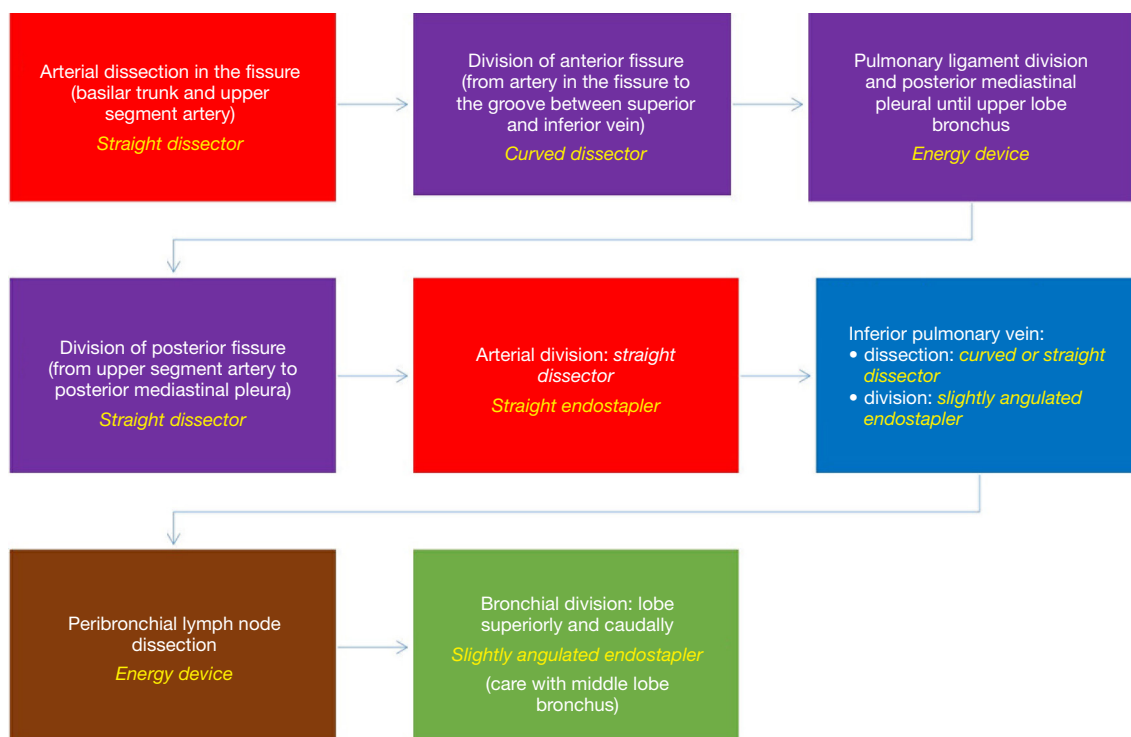 Arterial dissection in the fissure
(basilar trunk and upper
segment artery)
Straight dissector
Division of anterior fissure
(from artery in the fissure to
the groove between superior
and inferior vein)
Curved dissector
Pulmonary ligament division
and posterior mediastinal
pleural until upper lobe
bronchus
Energy device
Division of posterior fissure
(from upper segment artery to
posterior mediastinal pleura)
Straight dissector
Arterial division: straight
dissector
Straight endostapler
Inferior pulmonary vein:
• dissection: curved or straight
dissector
• division: slightly angulated
endostapler
Peribronchial lymph node
dissection
Energy device
Bronchial division: lobe
superiorly and caudally
Slightly angulated endostapler
(care with middle lobe
bronchus)